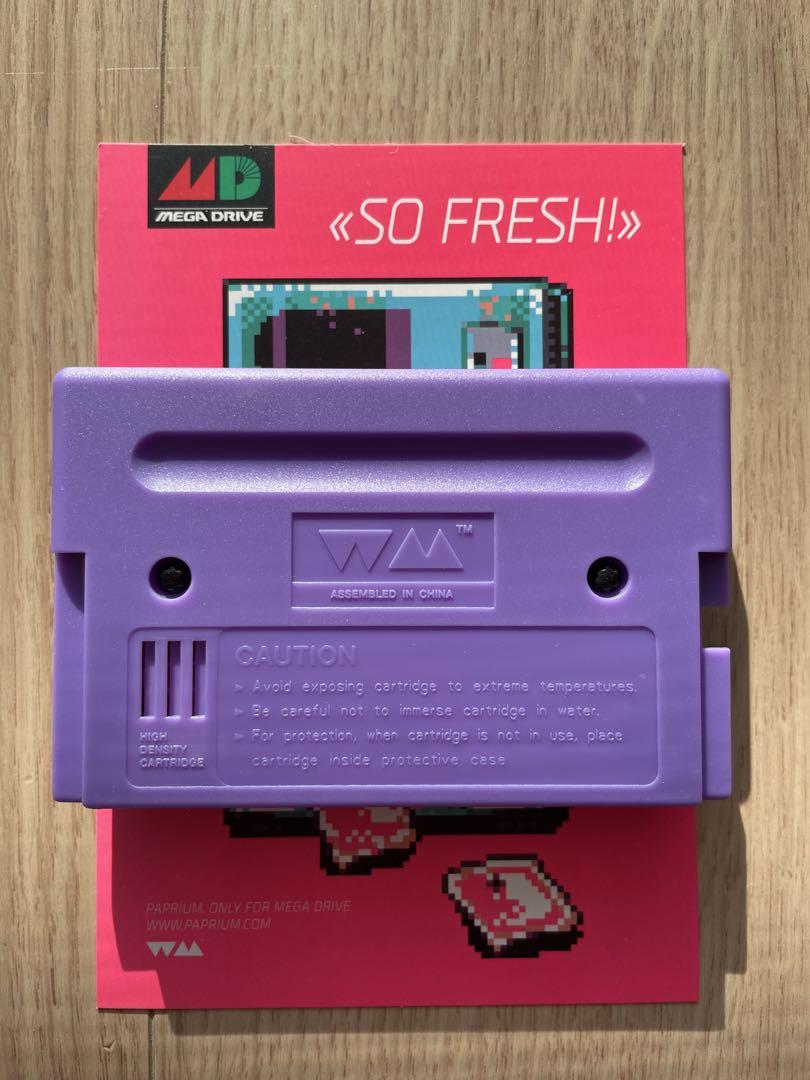 MD
MEGA DRIVE
«SO FRESH!»
WM™
ASSEMBLED IN CHINA
CAUTION
▻ Avoid exposing cartridge to extreme temperatures.
▻ Be careful not to immerse cartridge in water.
▻ For protection, when cartridge is not in use, place
cartridge inside protective case
HIGH
DENSITY
CARTRIDGE
PAPRIUM. ONLY FOR MEGA DRIVE
WWW.PAPRIUM.COM
WM